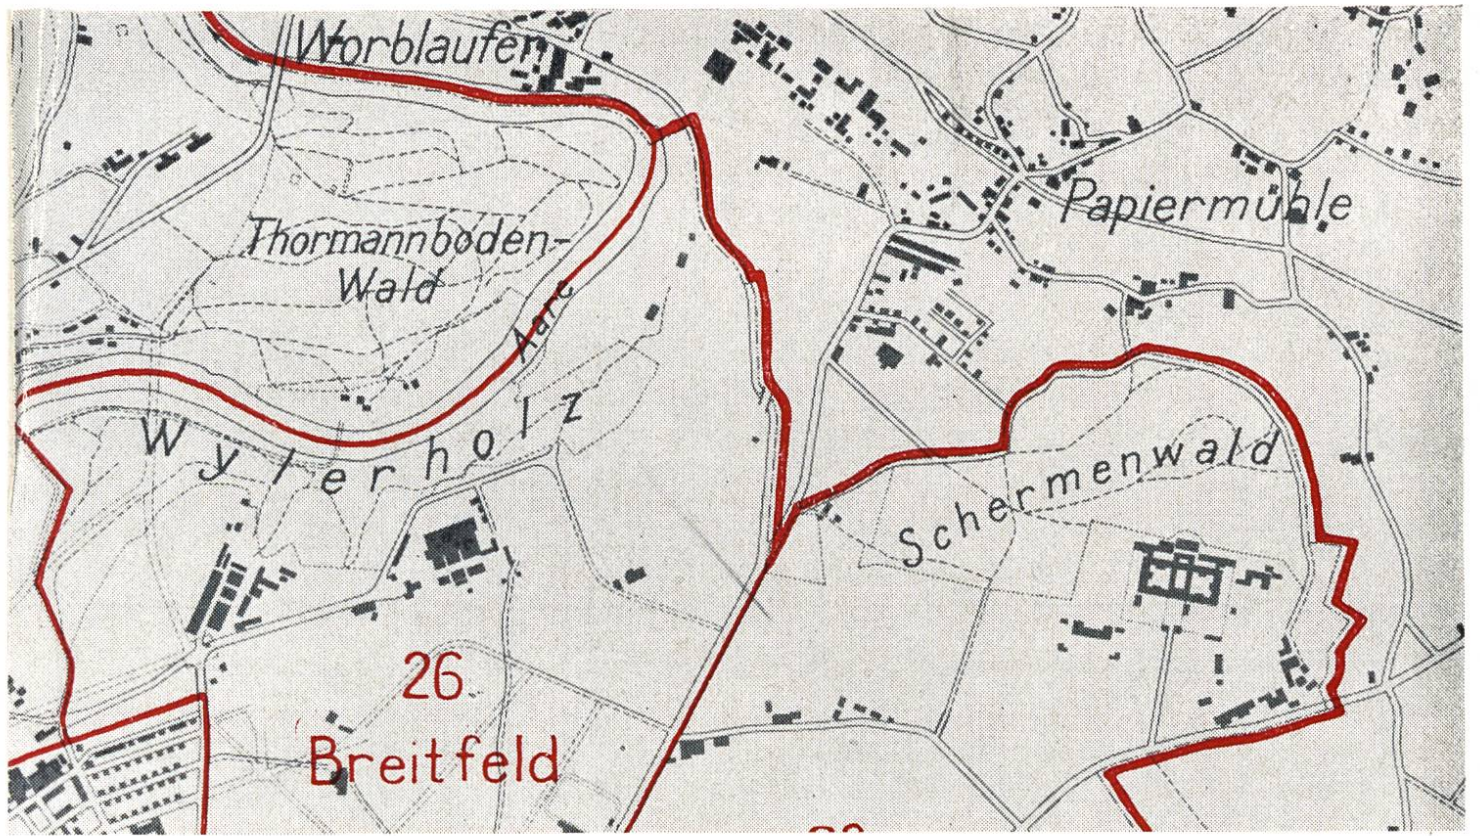 Worblaufen
Papiermühle
Thormannboden-
Wald
Aare
Wylerholz
Schermenwald
26
Breitfeld